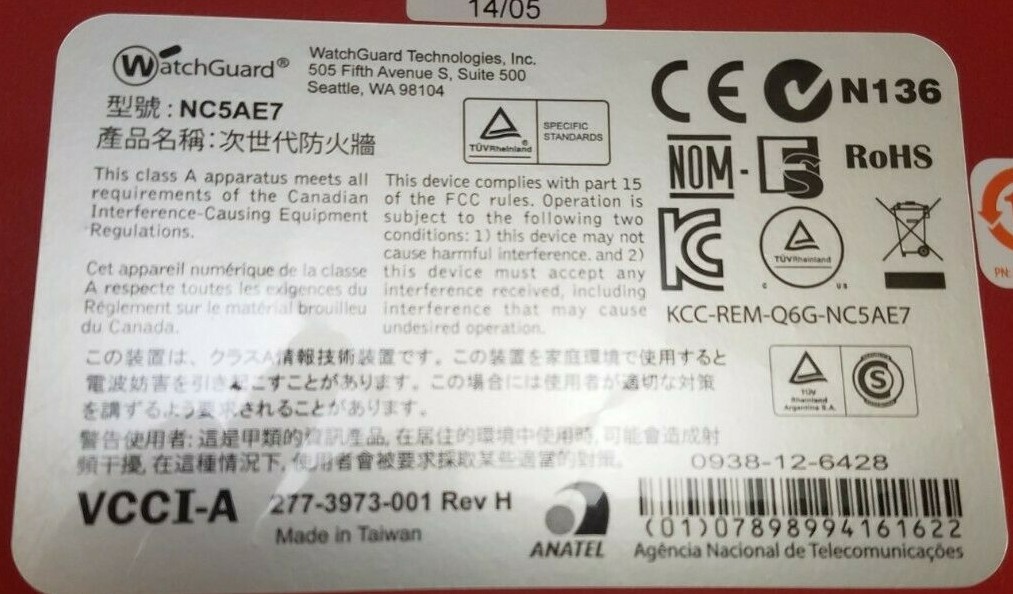 14/05
WatchGuard®
WatchGuard Technologies, Inc.
505 Fifth Avenue S, Suite 500
Seattle, WA 98104
型號：NC5AE7
產品名稱：次世代防火牆
TÜVRheinland®
SPECIFIC
STANDARDS
CE
N136
NOM-
RoHS
This class A apparatus meets all
requirements of the Canadian
Interference-Causing Equipment
Regulations.
Cet appareil numérique de la classe
A respecte toutes les exigences du
Réglement sur le matérial brouilleu
du Canada.
This device complies with part 15
of the FCC rules. Operation is
subject to the following two
conditions: 1) this device may not
cause harmful interference. and 2)
this device must accept any
interference received, including
interference that may cause
undesired operation.
TÜVRheinland
C US
KCC-REM-Q6G-NC5AE7
PN:
この装置は、クラスA情報技術装置です。この装置を家庭環境で使用すると
電波妨害を引き起こすことがあります。この場合には使用者が適切な対策
を講ずるよう要求されることがあります。
TÜV
Rheinland
Argentina S.A.
S
警告使用者: 這是甲類的資訊產品, 在居住的環境中使用時, 可能會造成射
頻干擾, 在這種情況下, 使用者會被要求採取某些適當的對策。
0938-12-6428
VCCI-A
277-3973-001 Rev H
Made in Taiwan
ANATEL
(01)07898994161622
Agência Nacional de Telecomunicações